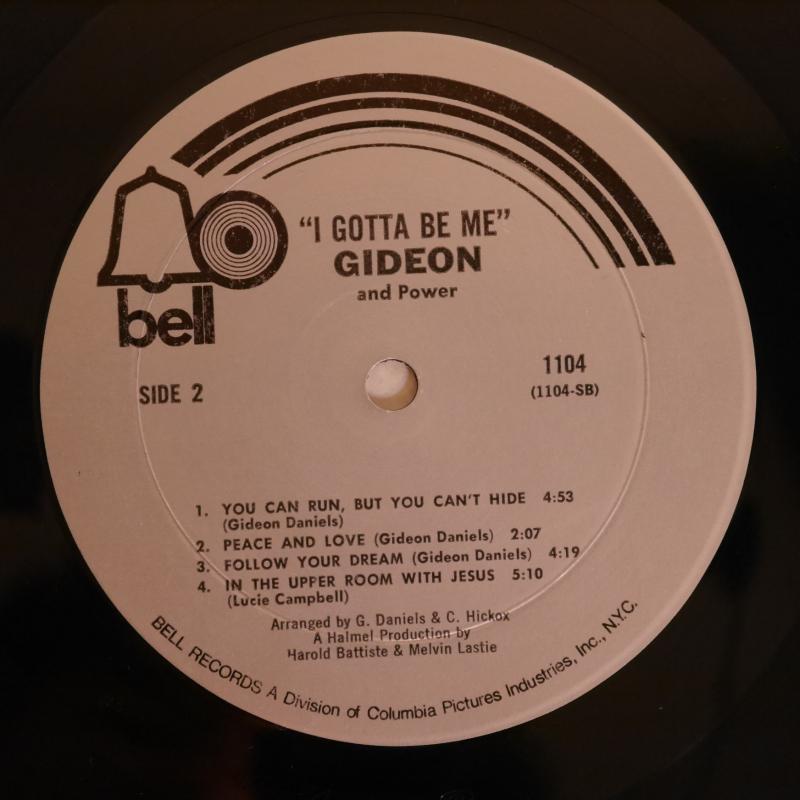 bell
"I GOTTA BE ME"
GIDEON
and Power
SIDE 2
1104
(1104-SB)
1. YOU CAN RUN, BUT YOU CAN'T HIDE 4:53
(Gideon Daniels)
2. PEACE AND LOVE (Gideon Daniels) 2:07
3. FOLLOW YOUR DREAM (Gideon Daniels) 4:19
4. IN THE UPPER ROOM WITH JESUS 5:10
(Lucie Campbell)
Arranged by G. Daniels & C. Hickox
A Halmel Production by
Harold Battiste & Melvin Lastie
BELL RECORDS A Division of Columbia Pictures Industries, Inc., N.Y.C.